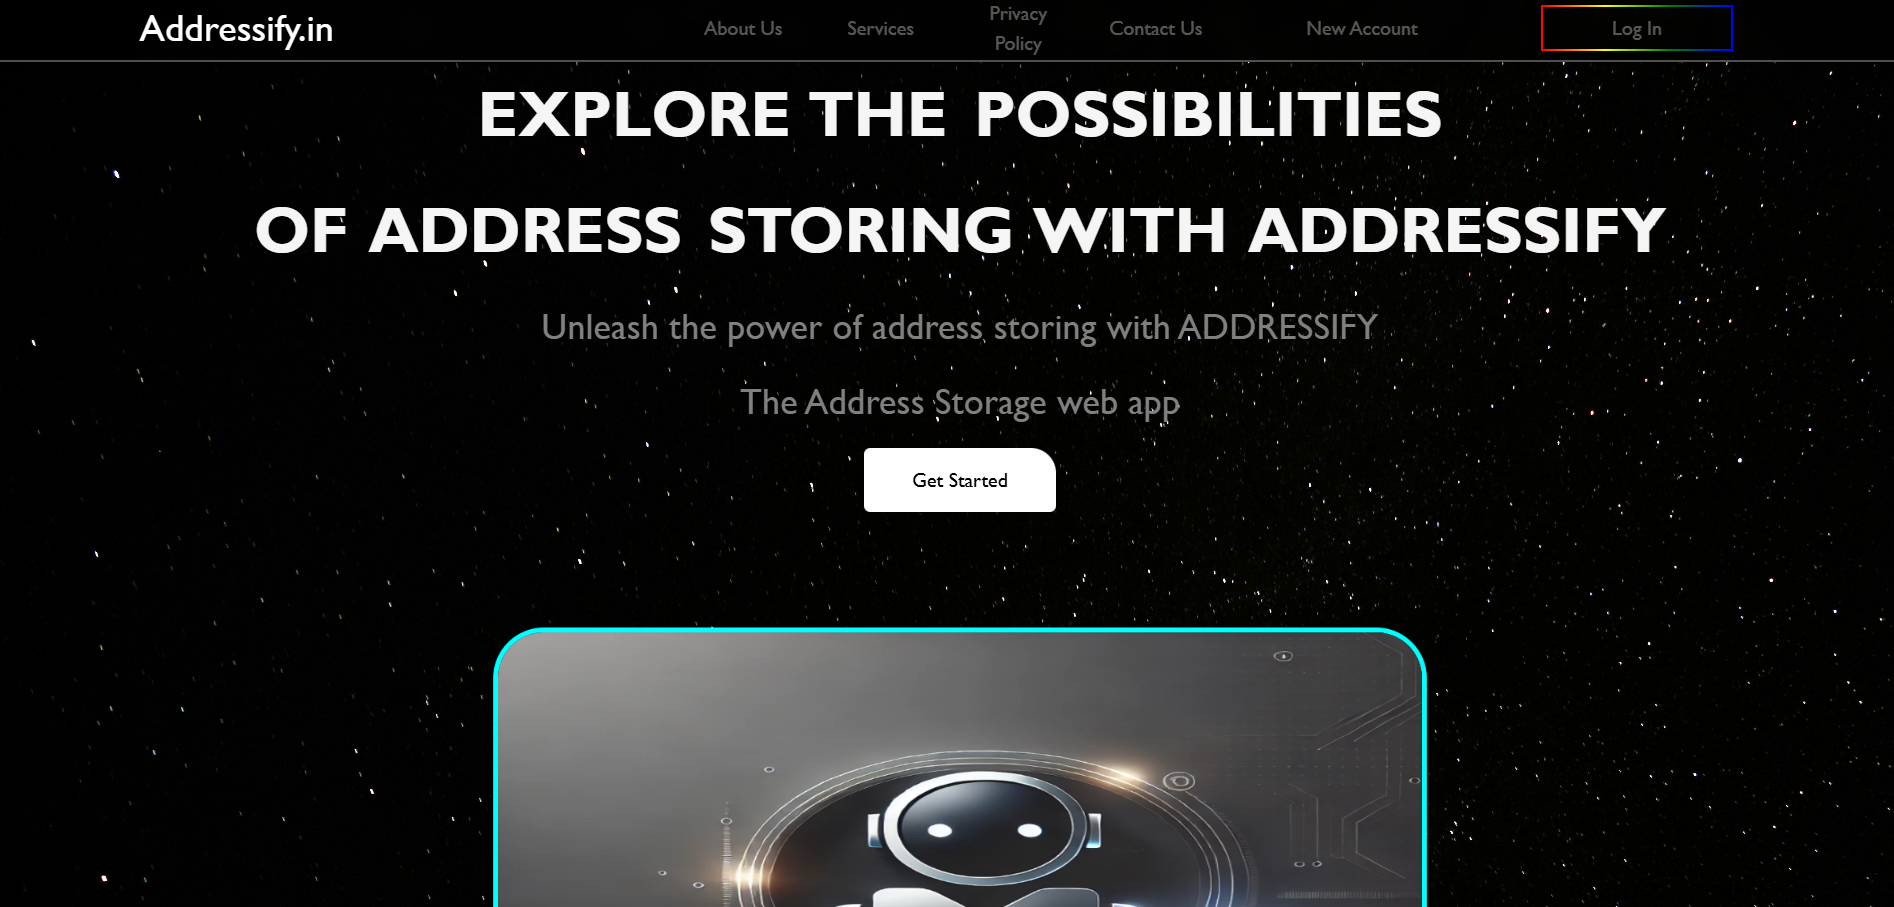 Addressify.in
About Us
Services
Privacy
Policy
Contact Us
New Account
Log In
EXPLORE THE POSSIBILITIES
OF ADDRESS STORING WITH ADDRESSIFY
Unleash the power of address storing with ADDRESSIFY
The Address Storage web app
Get Started